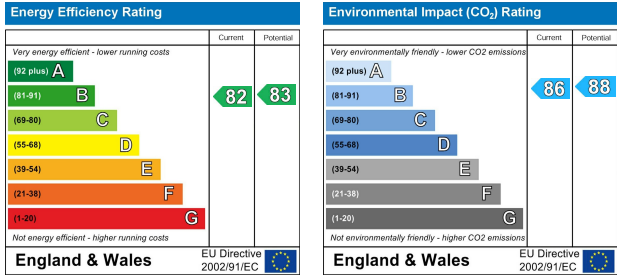 Energy Efficiency Rating
Current Potential
Very energy efficient - lower running costs
(92 plus) A
(81-91) B
(69-80) C
(55-68) D
(39-54) E
(21-38) F
(1-20) G
82 83
Not energy efficient - higher running costs
England & Wales
EU Directive
2002/91/EC
Environmental Impact (CO₂) Rating
Current Potential
Very environmentally friendly - lower CO2 emissions
(92 plus) A
(81-91) B
(69-80) C
(55-68) D
(39-54) E
(21-38) F
(1-20) G
86 88
Not environmentally friendly - higher CO2 emissions
England & Wales
EU Directive
2002/91/EC